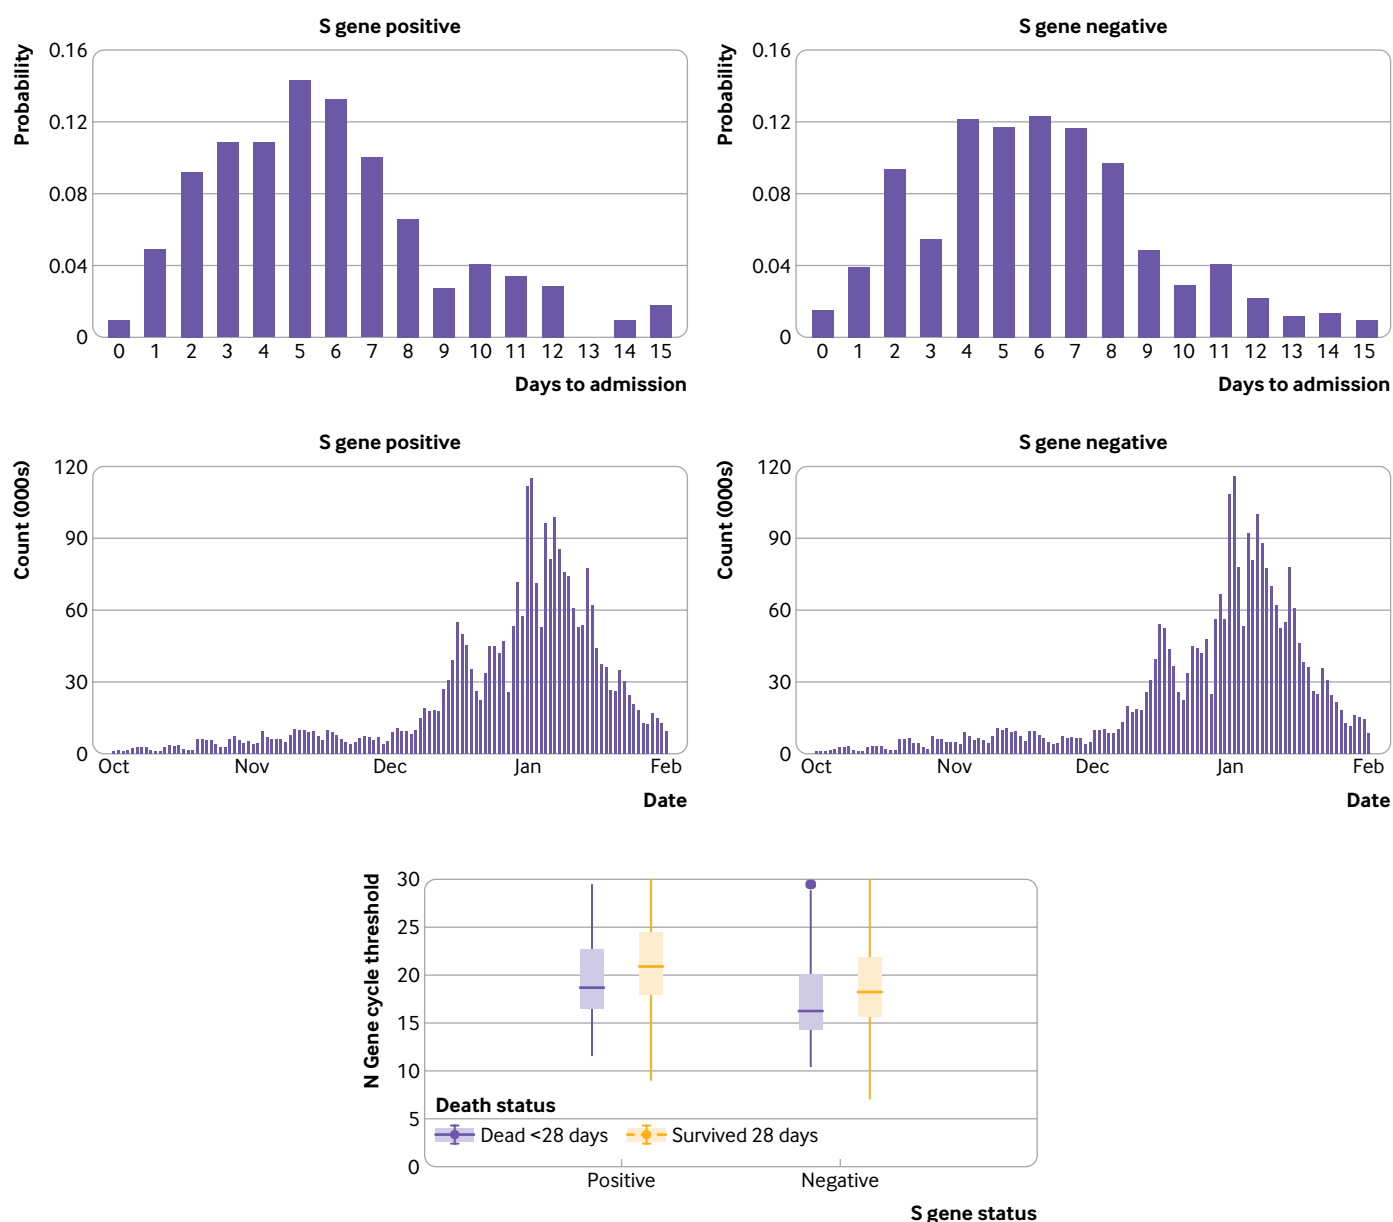 S gene positive
Probability
0.16
0.12
0.08
0.04
0
0 1 2 3 4 5 6 7 8 9 10 11 12 13 14 15
Days to admission
S gene negative
Probability
0.16
0.12
0.08
0.04
0
0 1 2 3 4 5 6 7 8 9 10 11 12 13 14 15
Days to admission
S gene positive
Count (000s)
120
90
60
30
0
Oct Nov Dec Jan Feb
Date
S gene negative
Count (000s)
120
90
60
30
0
Oct Nov Dec Jan Feb
Date
N Gene cycle threshold
30
25
20
15
10
5
0
Death status
Dead <28 days Survived 28 days
Positive Negative
S gene status